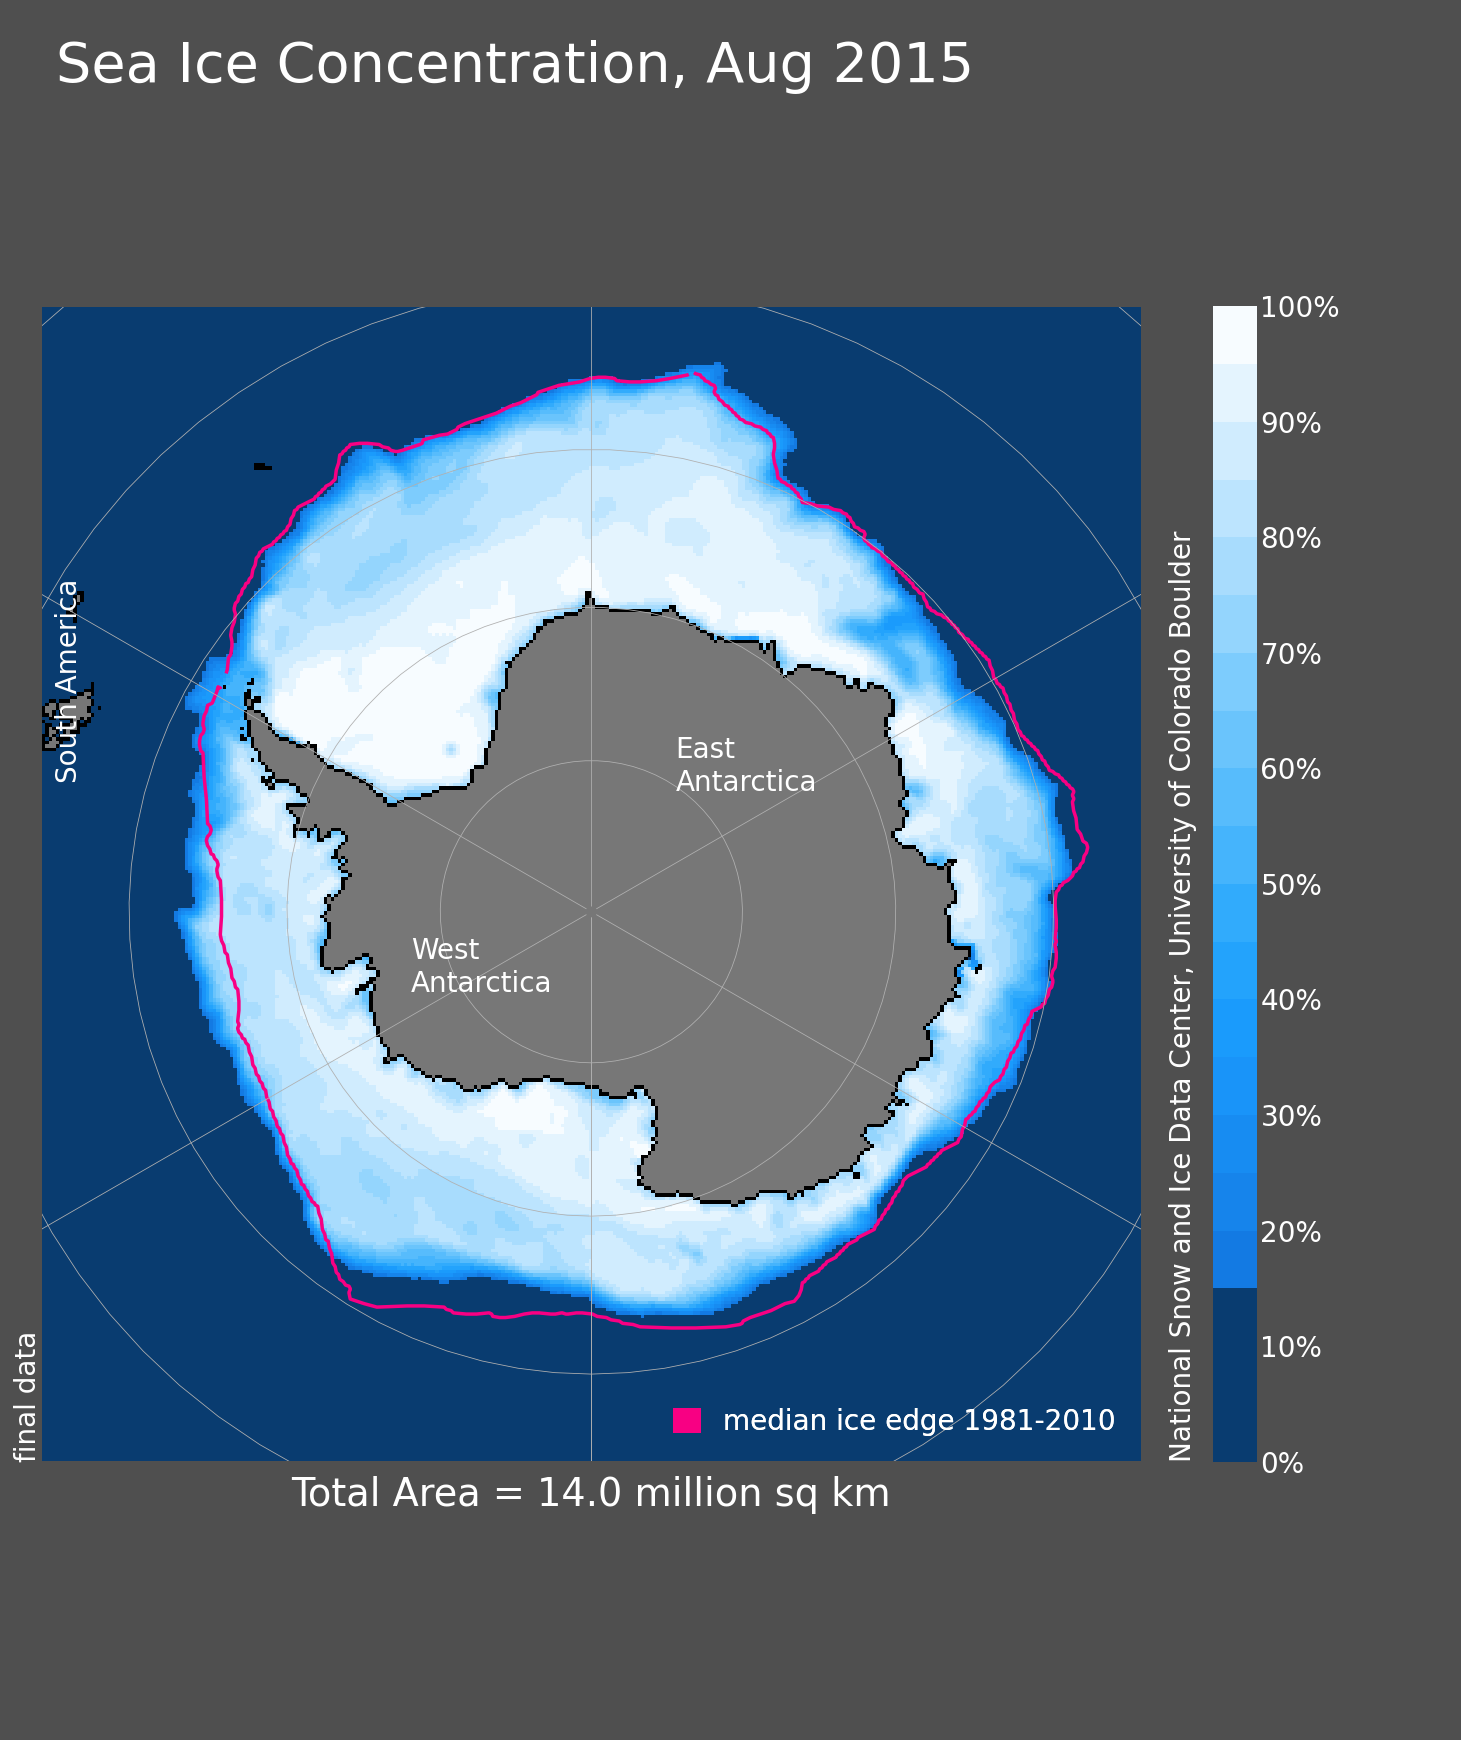 Sea Ice Concentration, Aug 2015
South America
East
Antarctica
West
Antarctica
median ice edge 1981-2010
final data
Total Area = 14.0 million sq km
National Snow and Ice Data Center, University of Colorado Boulder
100%
90%
80%
70%
60%
50%
40%
30%
20%
10%
0%